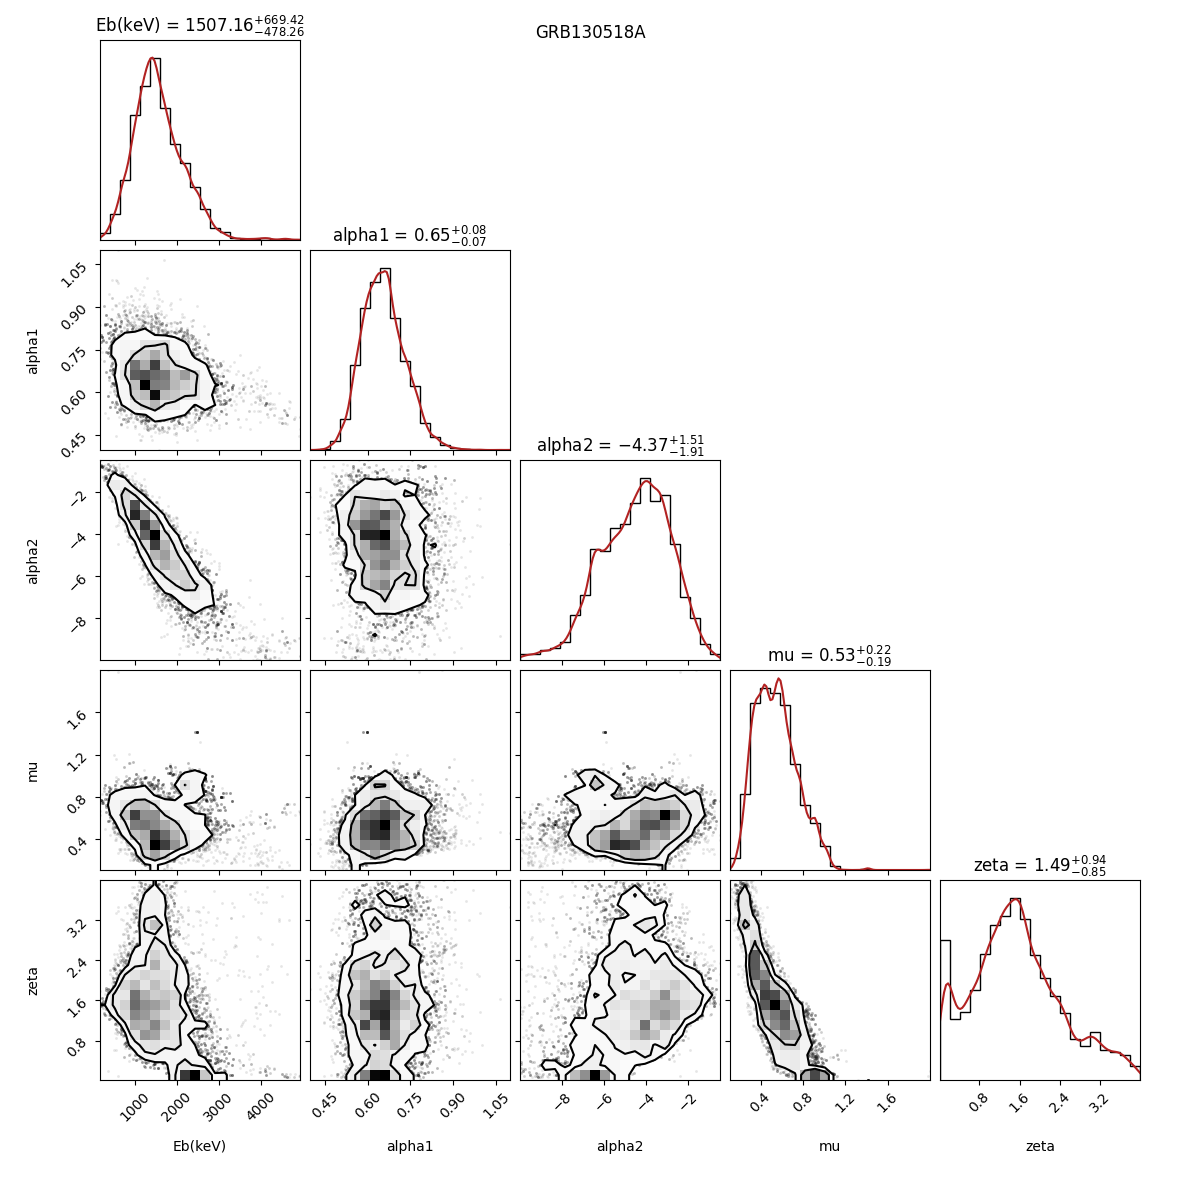 GRB130518A
Eb(keV) = 1507.16+669.42−478.26
alpha1 = 0.65+0.08−0.07
1.05
0.90
0.75
0.60
0.45
alpha1
alpha2 = −4.37+1.51−1.91
−2
−4
−6
−8
alpha2
mu = 0.53+0.22−0.19
1.6
1.2
0.8
0.4
mu
zeta = 1.49+0.94−0.85
3.2
2.4
1.6
0.8
zeta
1000 2000 3000 4000 0.45 0.60 0.75 0.90 1.05 −8 −6 −4 −2 0.4 0.8 1.2 1.6 0.8 1.6 2.4 3.2
Eb(keV) alpha1 alpha2 mu zeta